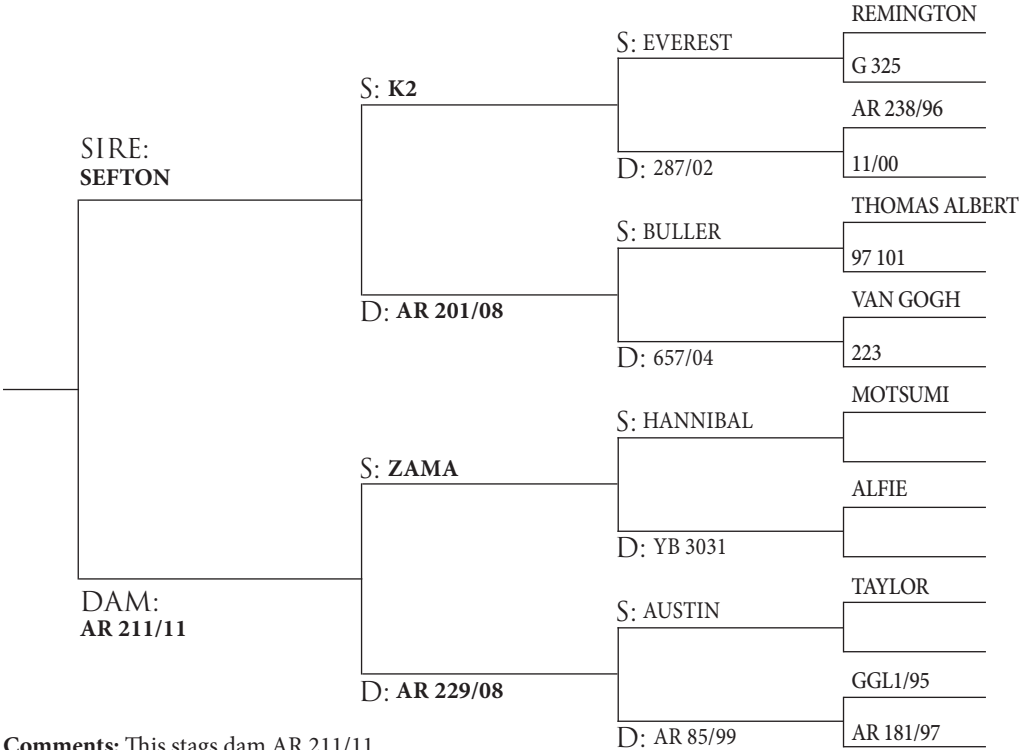 REMINGTON
S: EVEREST
G 325
S: K2
AR 238/96
D: 287/02
11/00
SIRE:
SEFTON
THOMAS ALBERT
S: BULLER
97 101
D: AR 201/08
VAN GOGH
D: 657/04
223
MOTSUMI
S: HANNIBAL
S: ZAMA
ALFIE
D: YB 3031
DAM:
AR 211/11
TAYLOR
S: AUSTIN
D: AR 229/08
GGL1/95
D: AR 85/99
AR 181/97
Comments: This stags dam AR 211/11